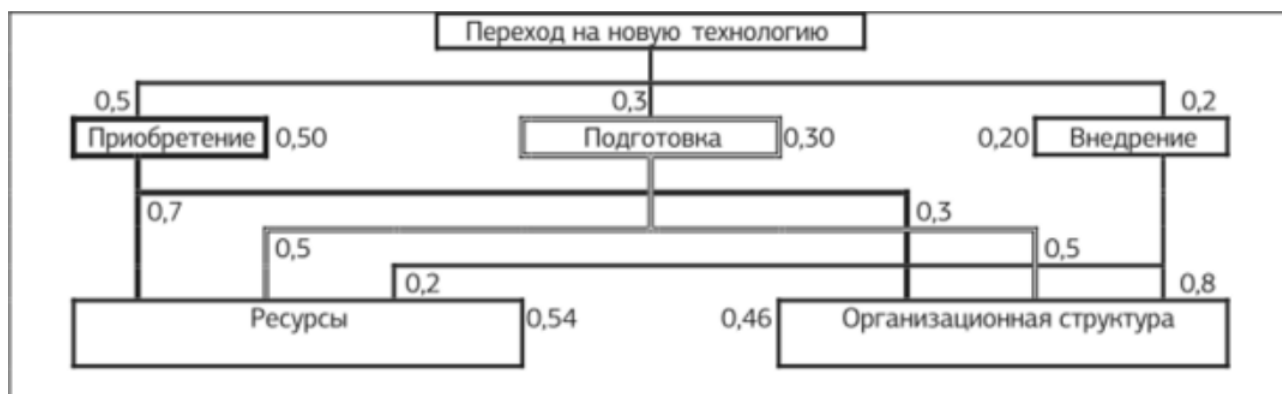 Переход на новую технологию
0,5 0,3 0,2
Приобретение 0,50 Подготовка 0,30 0,20 Внедрение
0,7 0,3
0,5 0,5
0,2 0,8
Ресурсы 0,54 0,46 Организационная структура